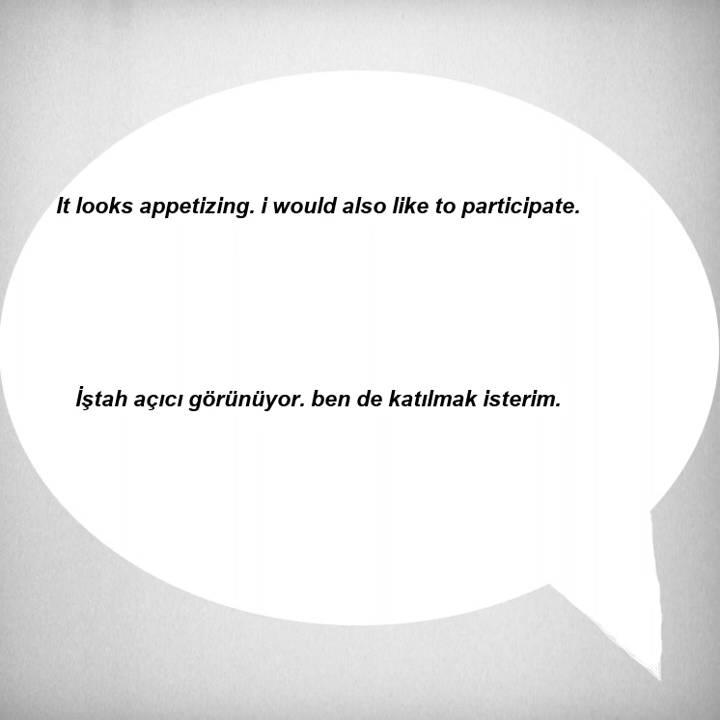 It looks appetizing. i would also like to participate.
İştah açıcı görünüyor. ben de katılmak isterim.